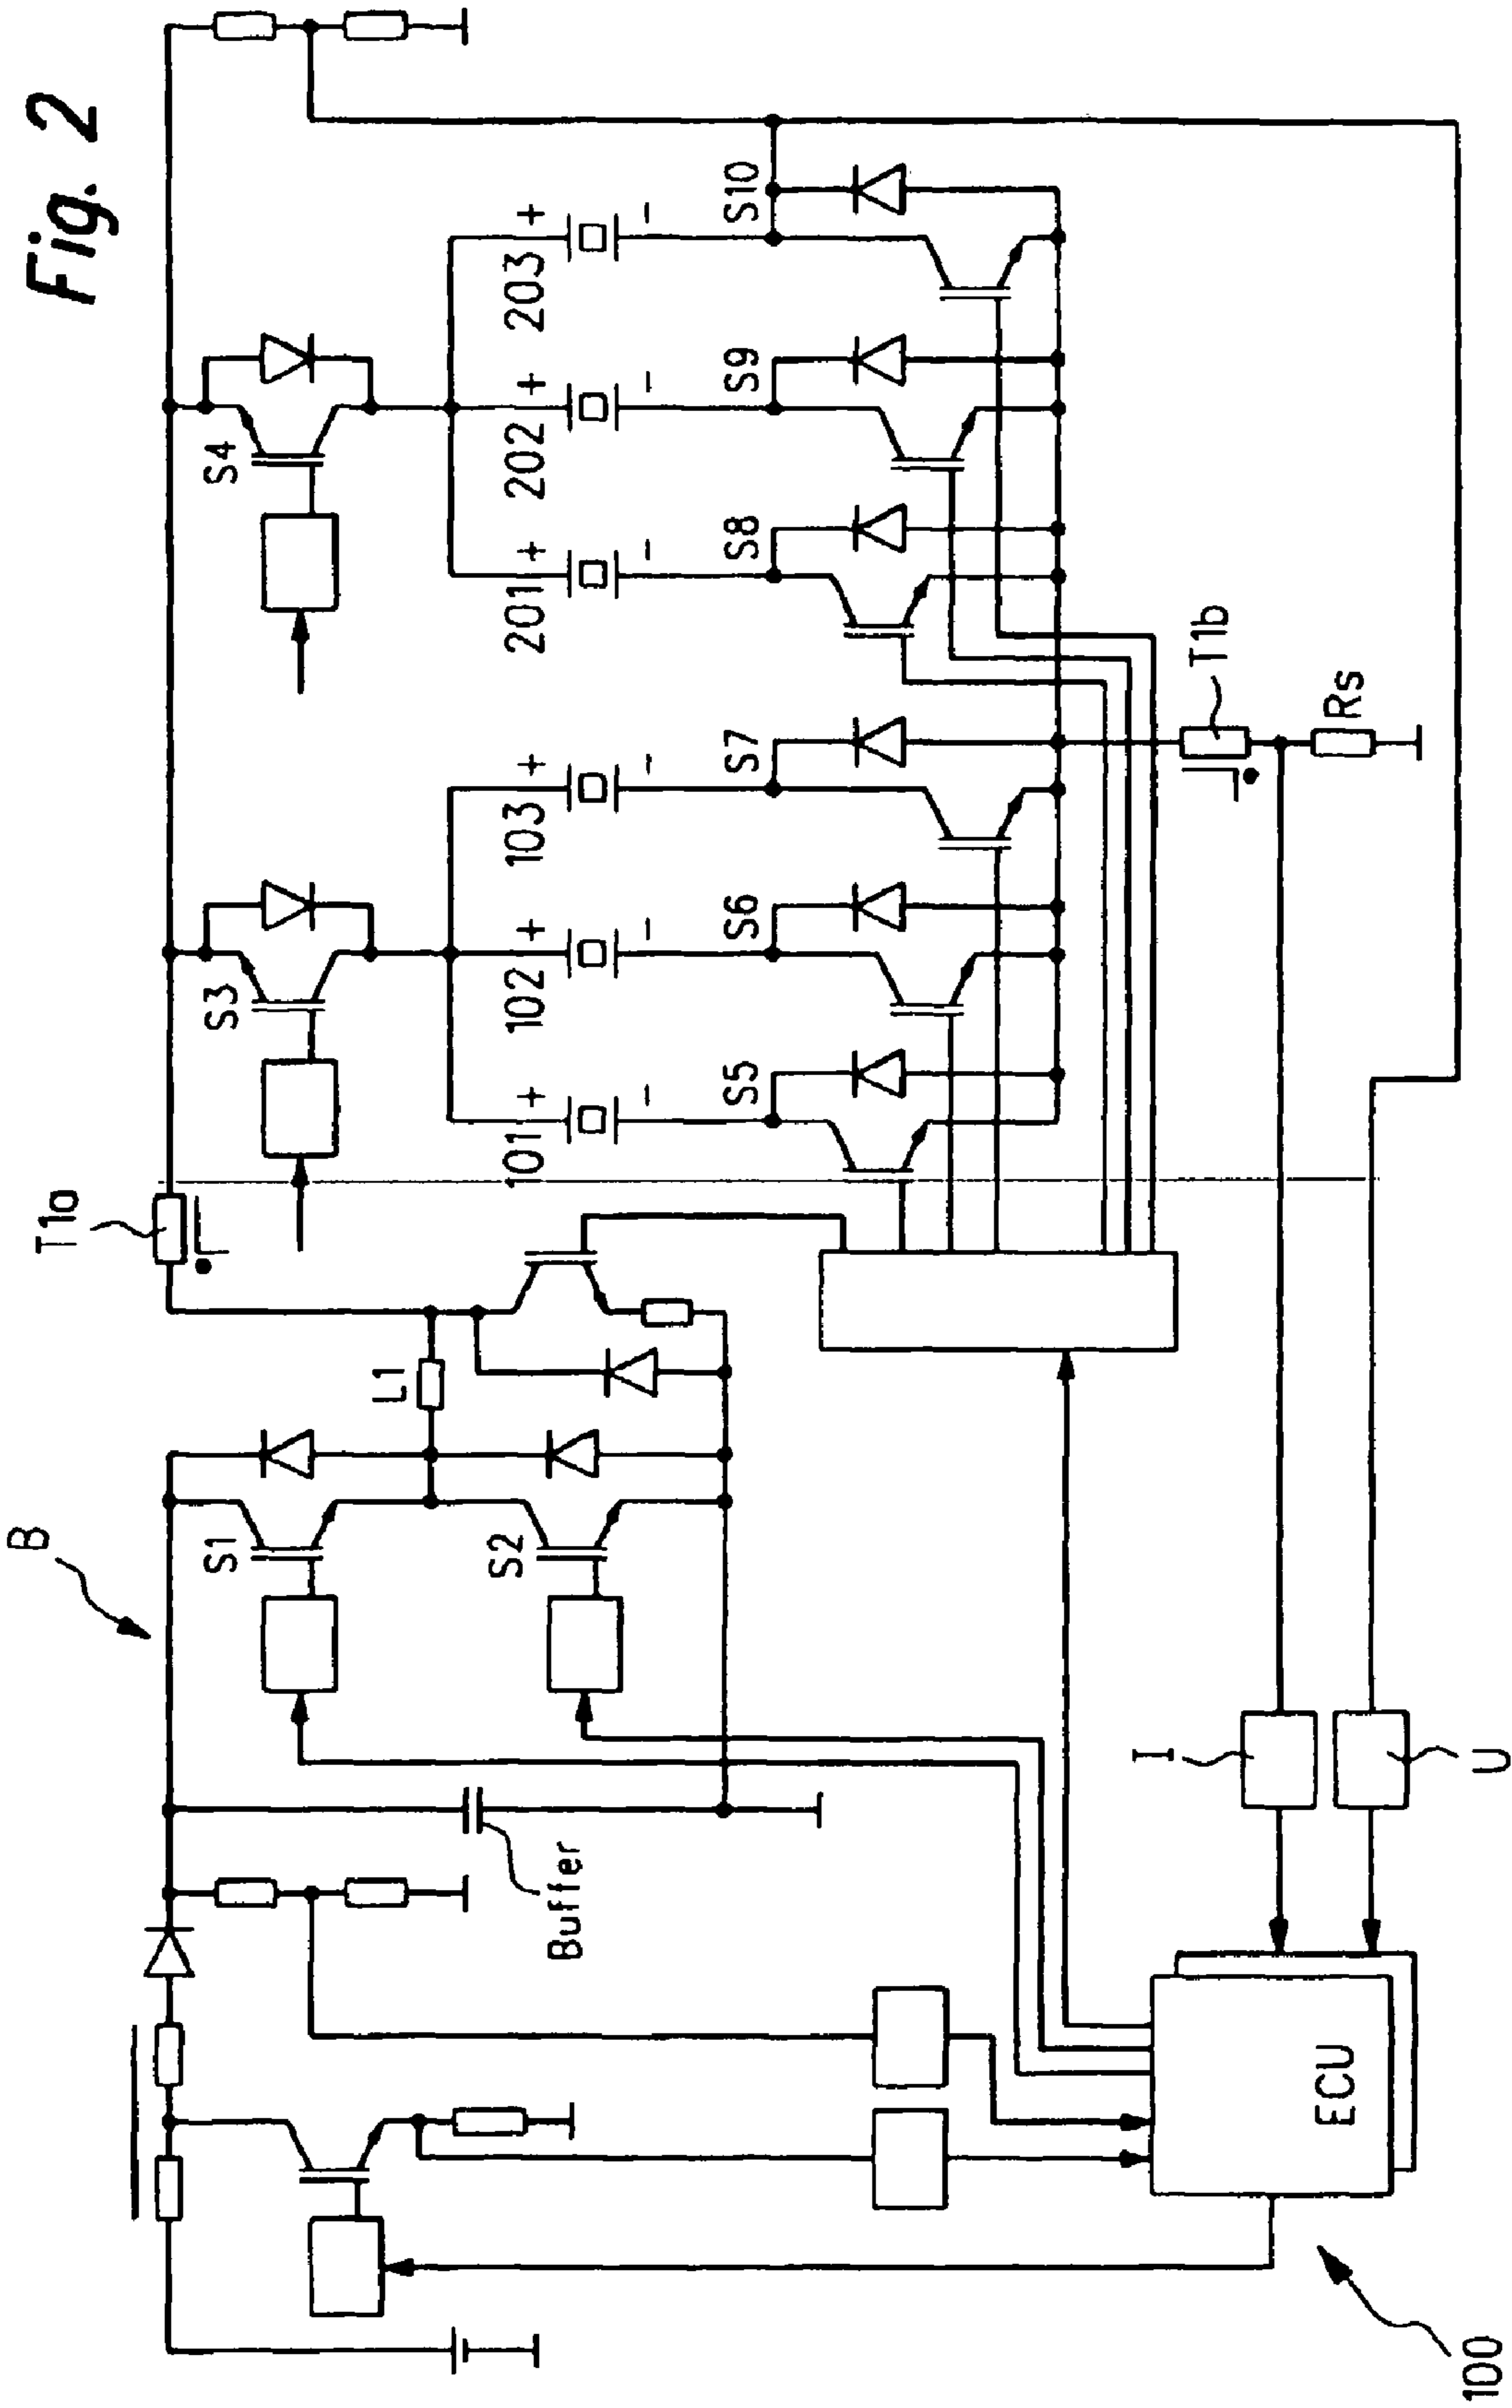 Fig. 2
B
T1a
S3
S4
S1
L1
S2
Buffer
101 +
102 +
103 +
201 +
202 +
203 +
−
−
−
−
−
−
S5
S6
S7
S8
S9
S10
T1b
Rs
I
U
ECU
100